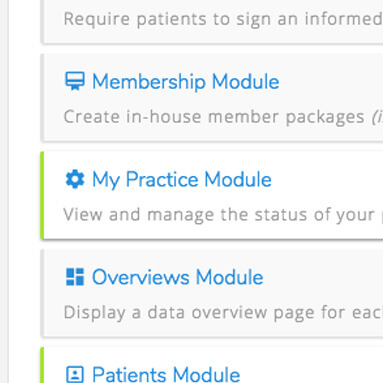 Require patients to sign an informed
Membership Module
Create in-house member packages
My Practice Module
View and manage the status of your
Overviews Module
Display a data overview page for each
Patients Module